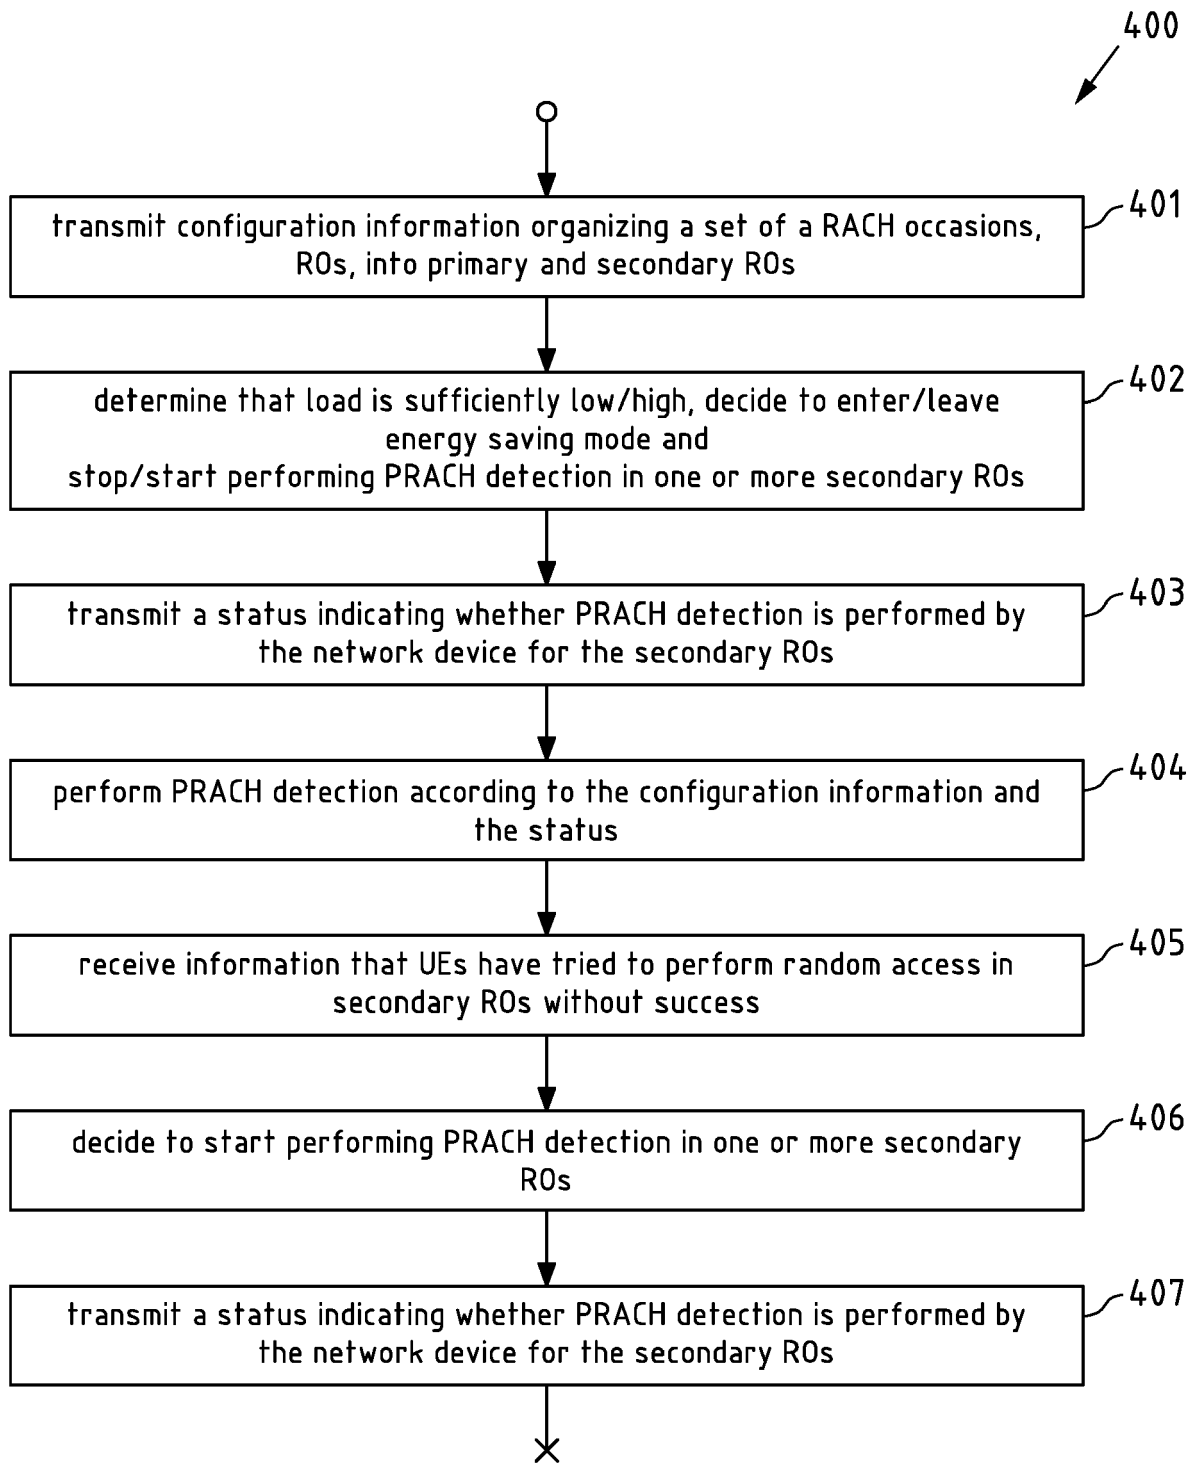 400
401
transmit configuration information organizing a set of a RACH occasions,
ROs, into primary and secondary ROs
402
determine that load is sufficiently low/high, decide to enter/leave
energy saving mode and
stop/start performing PRACH detection in one or more secondary ROs
403
transmit a status indicating whether PRACH detection is performed by
the network device for the secondary ROs
404
perform PRACH detection according to the configuration information and
the status
405
receive information that UEs have tried to perform random access in
secondary ROs without success
406
decide to start performing PRACH detection in one or more secondary
ROs
407
transmit a status indicating whether PRACH detection is performed by
the network device for the secondary ROs